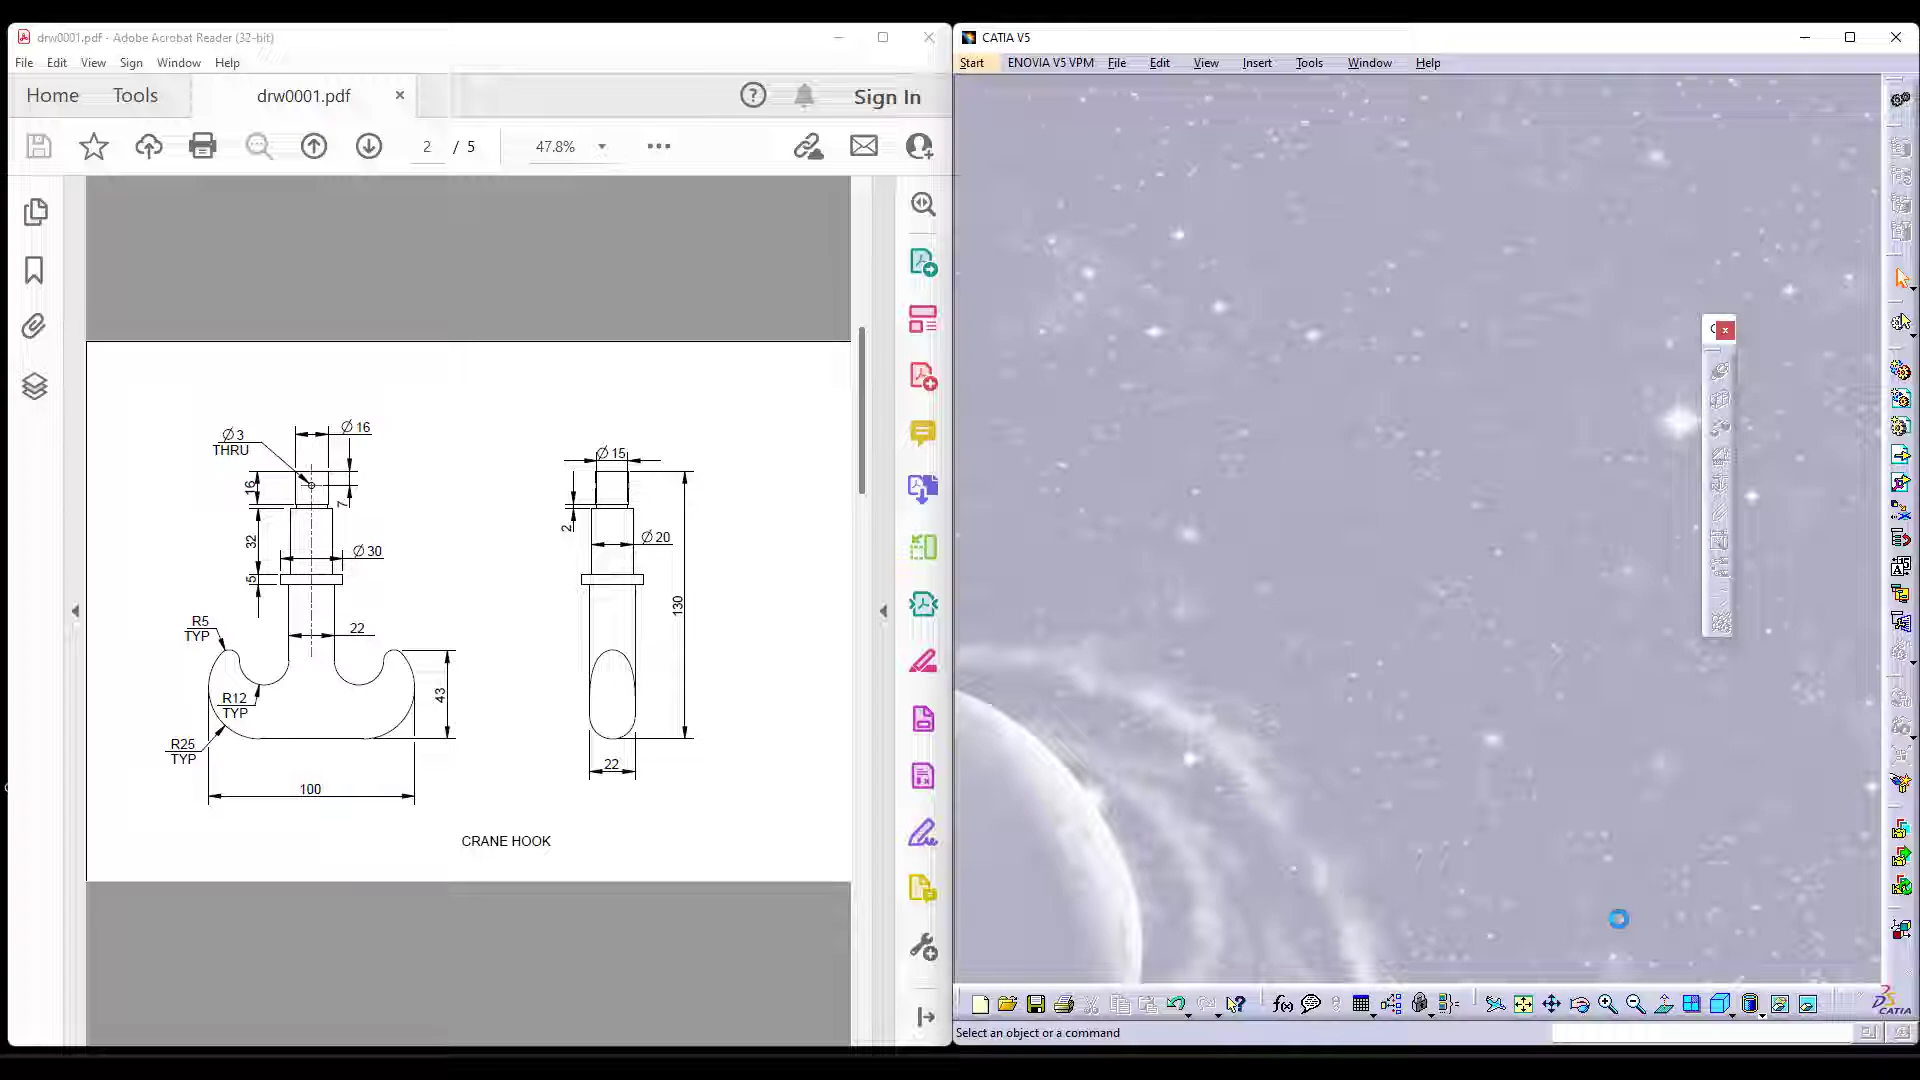 drw0001.pdf - Adobe Acrobat Reader (32-bit)
File Edit View Sign Window Help
Home Tools drw0001.pdf × Sign In
2 / 5 47.8%
∅3
THRU
∅16
16
7
32
∅30
5
R5
TYP
22
R12
TYP
43
R25
TYP
100
∅15
2
∅20
130
22
CRANE HOOK
CATIA V5
Start ENOVIA V5 VPM File Edit View Insert Tools Window Help
f(x)
CATIA
Select an object or a command